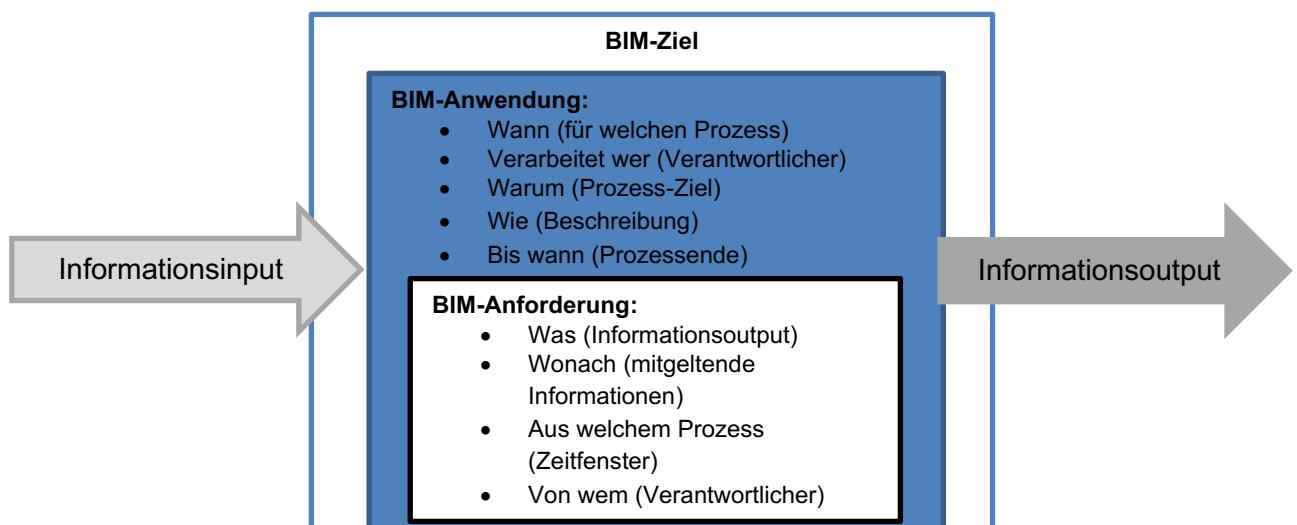 BIM-Ziel
BIM-Anwendung:
• Wann (für welchen Prozess)
• Verarbeitet wer (Verantwortlicher)
• Warum (Prozess-Ziel)
• Wie (Beschreibung)
• Bis wann (Prozessende)
Informationsinput
Informationsoutput
BIM-Anforderung:
• Was (Informationsoutput)
• Wonach (mitgeltende
Informationen)
• Aus welchem Prozess
(Zeitfenster)
• Von wem (Verantwortlicher)